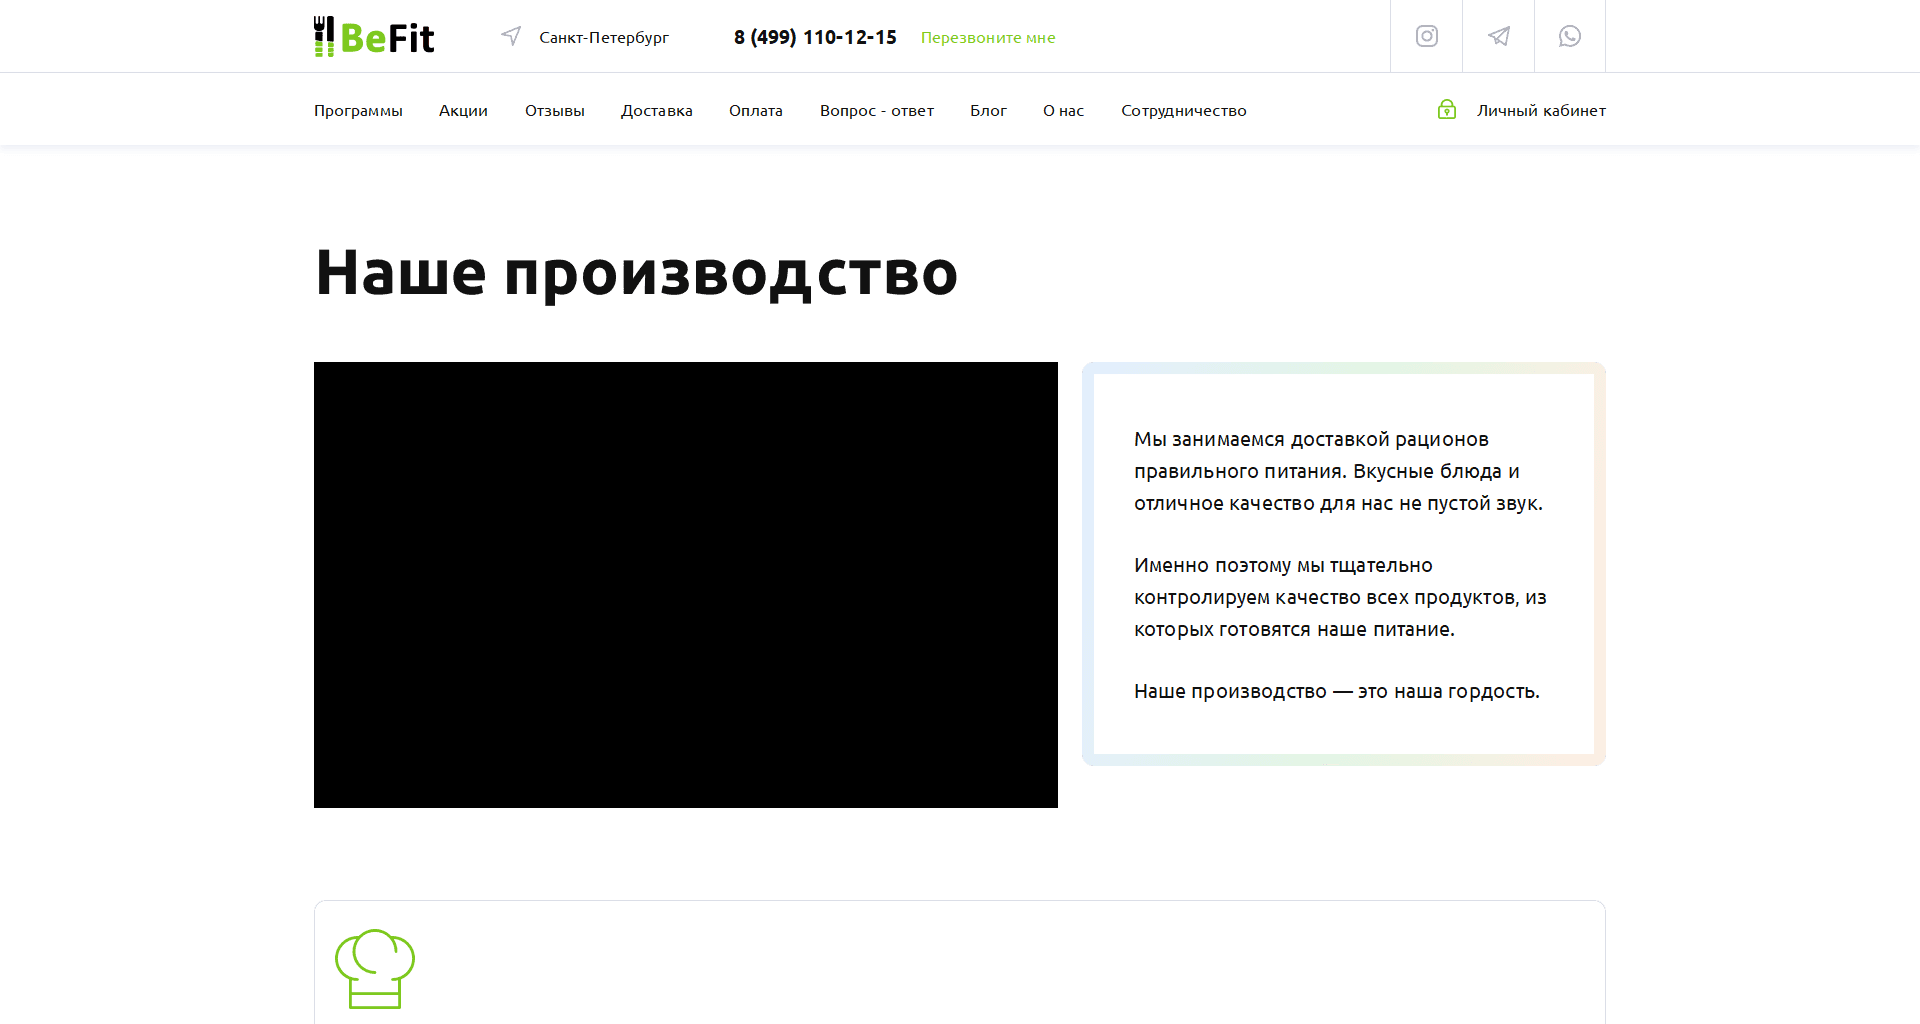 BeFit
Санкт-Петербург
8 (499) 110-12-15
Перезвоните мне
Программы
Акции
Отзывы
Доставка
Оплата
Вопрос - ответ
Блог
О нас
Сотрудничество
Личный кабинет
Наше производство
Мы занимаемся доставкой рационов
правильного питания. Вкусные блюда и
отличное качество для нас не пустой звук.
Именно поэтому мы тщательно
контролируем качество всех продуктов, из
которых готовятся наше питание.
Наше производство — это наша гордость.